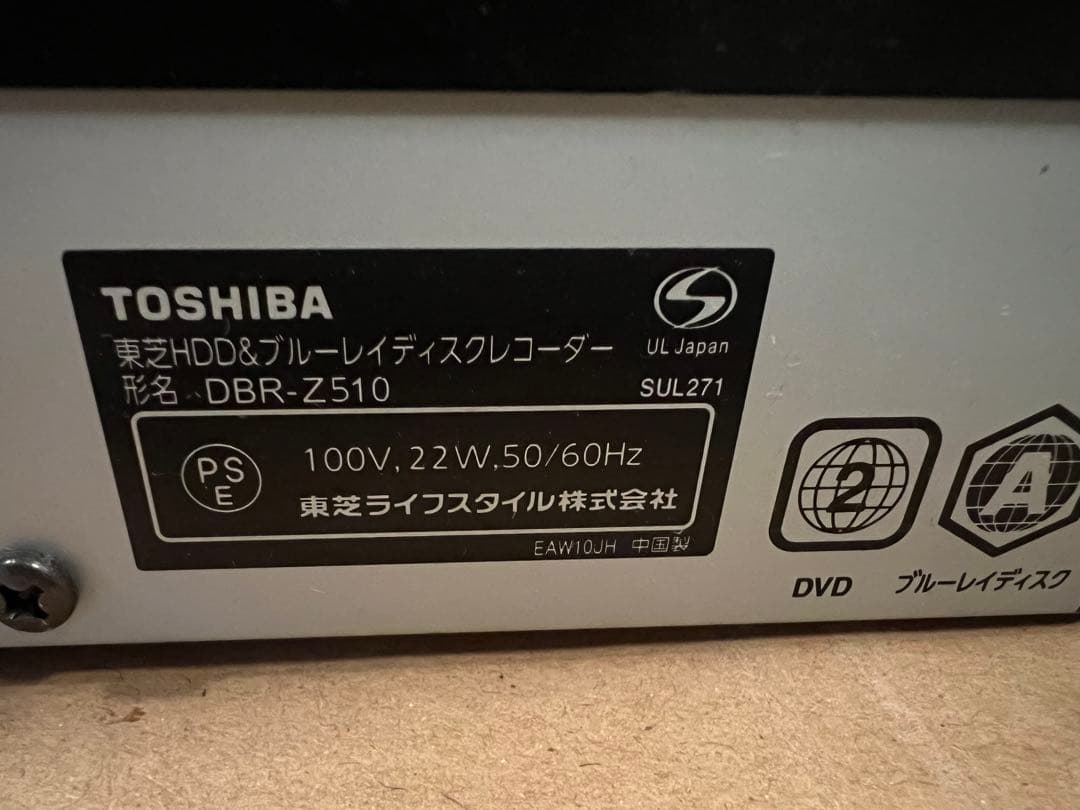 TOSHIBA
東芝HDD&ブルーレイディスクレコーダー
形名 DBR-Z510
S
UL Japan
SUL271
PS
E
100V,22W,50/60Hz
東芝ライフスタイル株式会社
EAW10JH 中国製
2
DVD
A
ブルーレイディスク